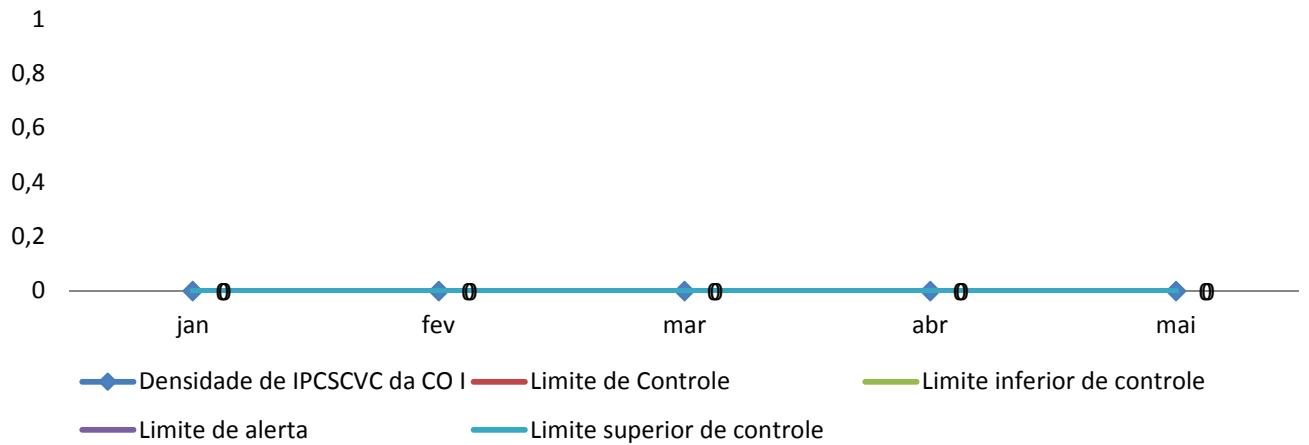 1
0,8
0,6
0,4
0,2
0
0 0 0 0 0
jan fev mar abr mai
Densidade de IPCSCVC da CO I Limite de Controle Limite inferior de controle
Limite de alerta Limite superior de controle